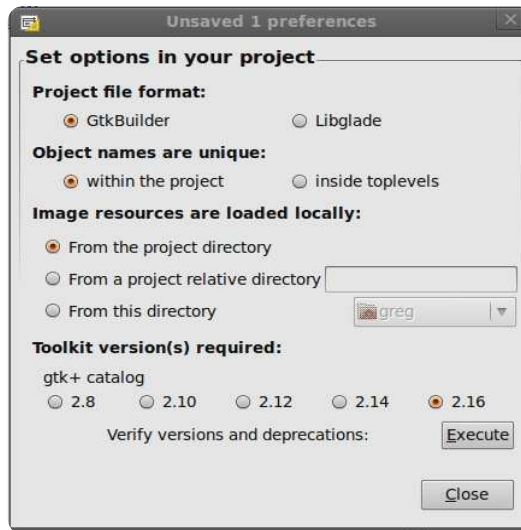 Unsaved 1 preferences
Set options in your project
Project file format:
GtkBuilder Libglade
Object names are unique:
within the project inside toplevels
Image resources are loaded locally:
From the project directory
From a project relative directory
From this directory greg
Toolkit version(s) required:
gtk+ catalog
2.8 2.10 2.12 2.14 2.16
Verify versions and deprecations: Execute
Close